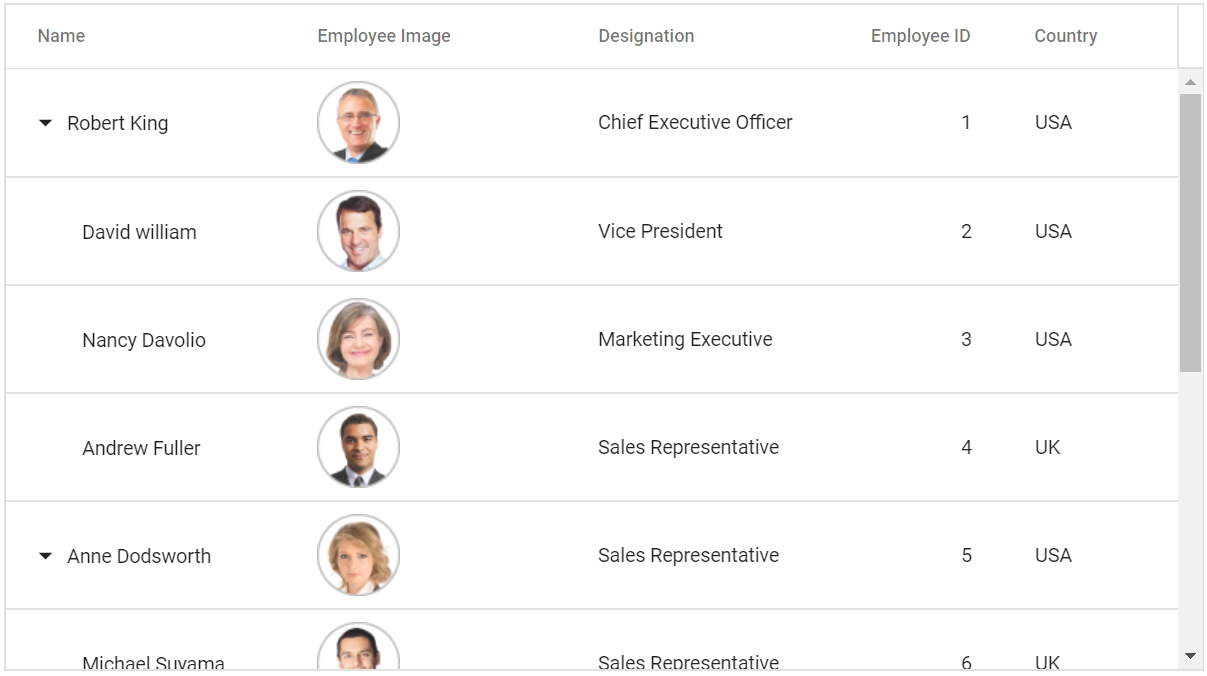 Name Employee Image Designation Employee ID Country
Robert King Chief Executive Officer 1 USA
David william Vice President 2 USA
Nancy Davolio Marketing Executive 3 USA
Andrew Fuller Sales Representative 4 UK
Anne Dodsworth Sales Representative 5 USA
Michael Suyama Sales Representative 6 UK